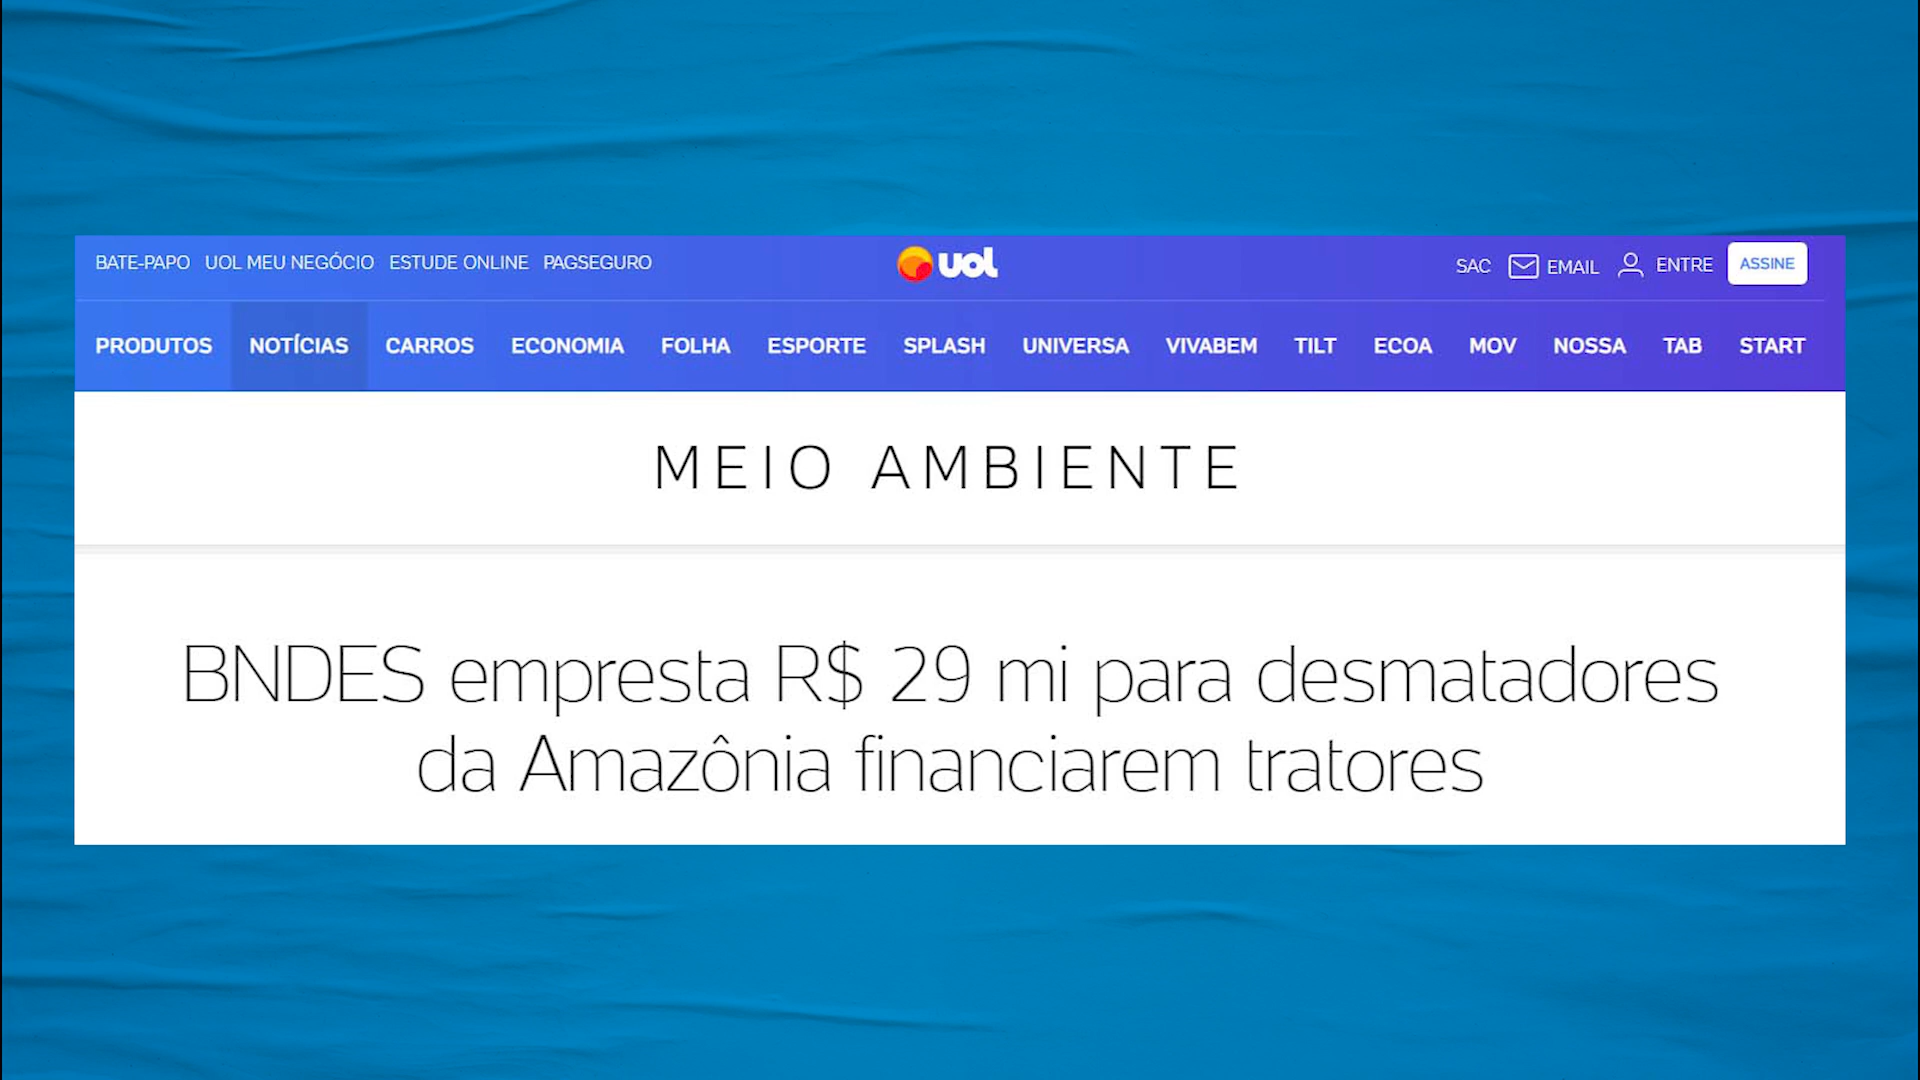 BATE-PAPO UOL MEU NEGÓCIO ESTUDE ONLINE PAGSEGURO uol SAC EMAIL ENTRE ASSINE
PRODUTOS NOTÍCIAS CARROS ECONOMIA FOLHA ESPORTE SPLASH UNIVERSA VIVABEM TILT ECOA MOV NOSSA TAB START
MEIO AMBIENTE
BNDES empresta R$ 29 mi para desmatadores
da Amazônia financiarem tratores